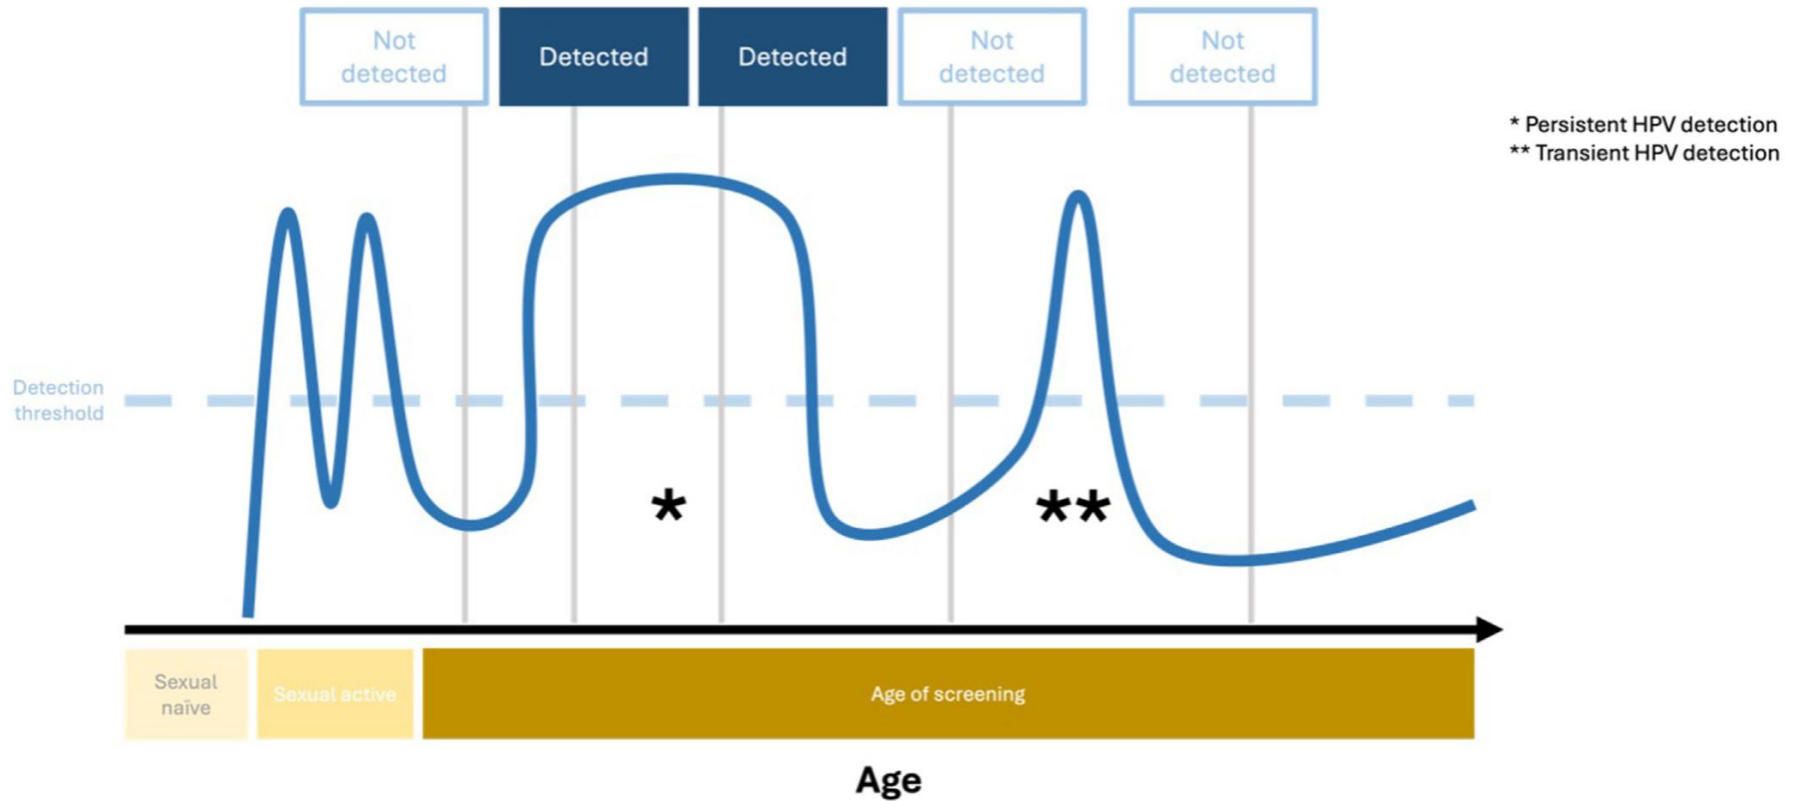 Not
detected
Detected
Detected
Not
detected
Not
detected
* Persistent HPV detection
** Transient HPV detection
Detection
threshold
*
**
Sexual
naïve
Sexual active
Age of screening
Age